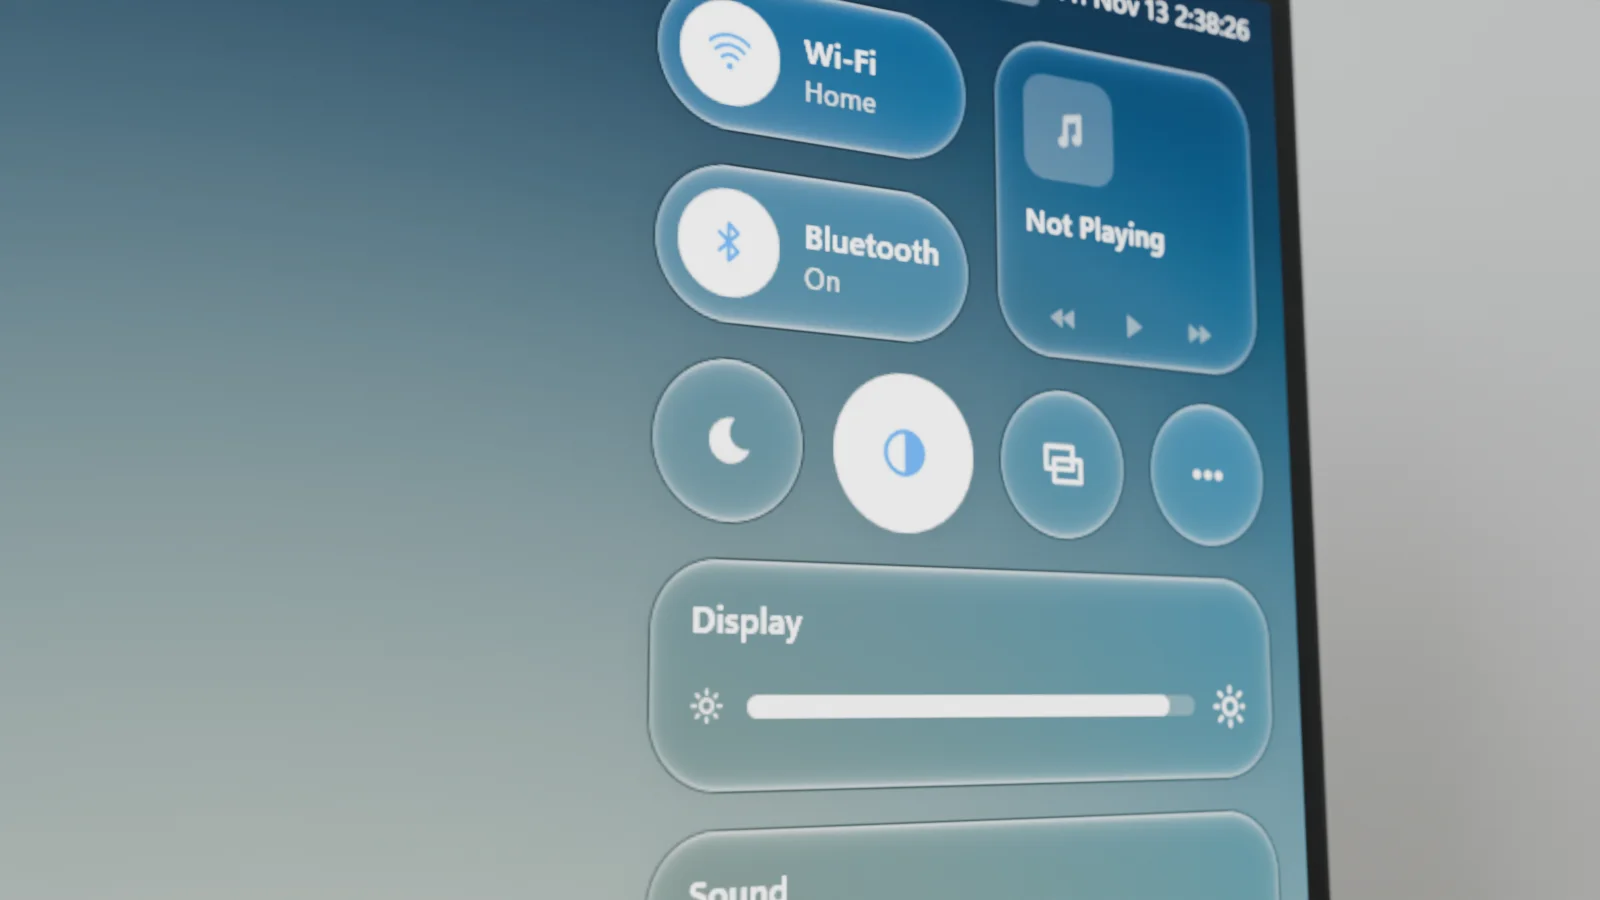 Nov 13 2:38:26
Wi-Fi
Home
Bluetooth
On
Not Playing
Display
Sound